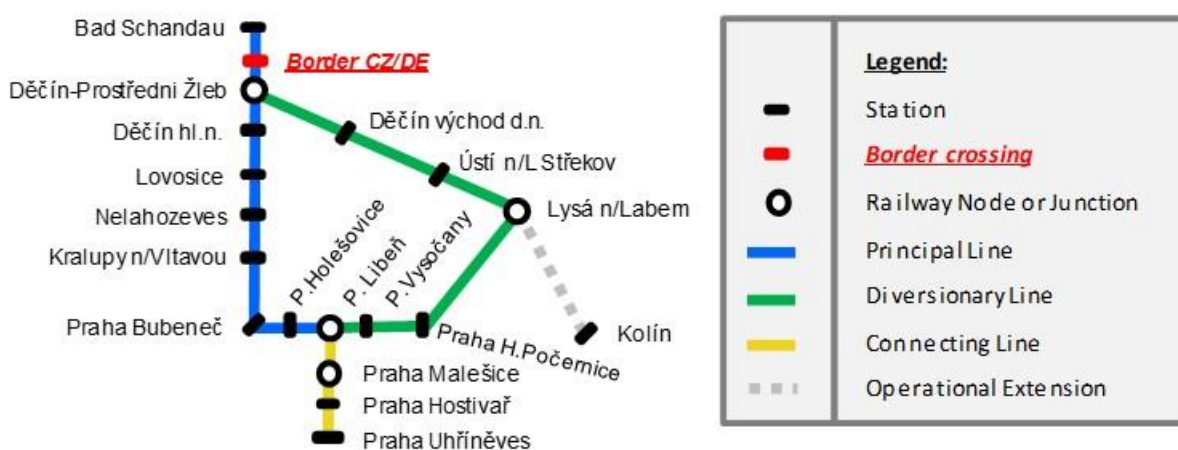 Bad Schandau
Border CZ/DE
Děčín-Prostředni Žleb
Děčín hl.n.
Lovosice
Nelahozeves
Kralupy n/Vltavou
Praha Bubeneč
Děčín východ d.n.
Ústí n/L Střekov
Lysá n/Labem
P.Holešovice
P. Libeň
P.Vysočany
Praha H.Počernice
Kolín
Praha Malešice
Praha Hostivař
Praha Uhříněves
Legend:
Station
Border crossing
Railway Node or Junction
Principal Line
Diversionary Line
Connecting Line
Operational Extension